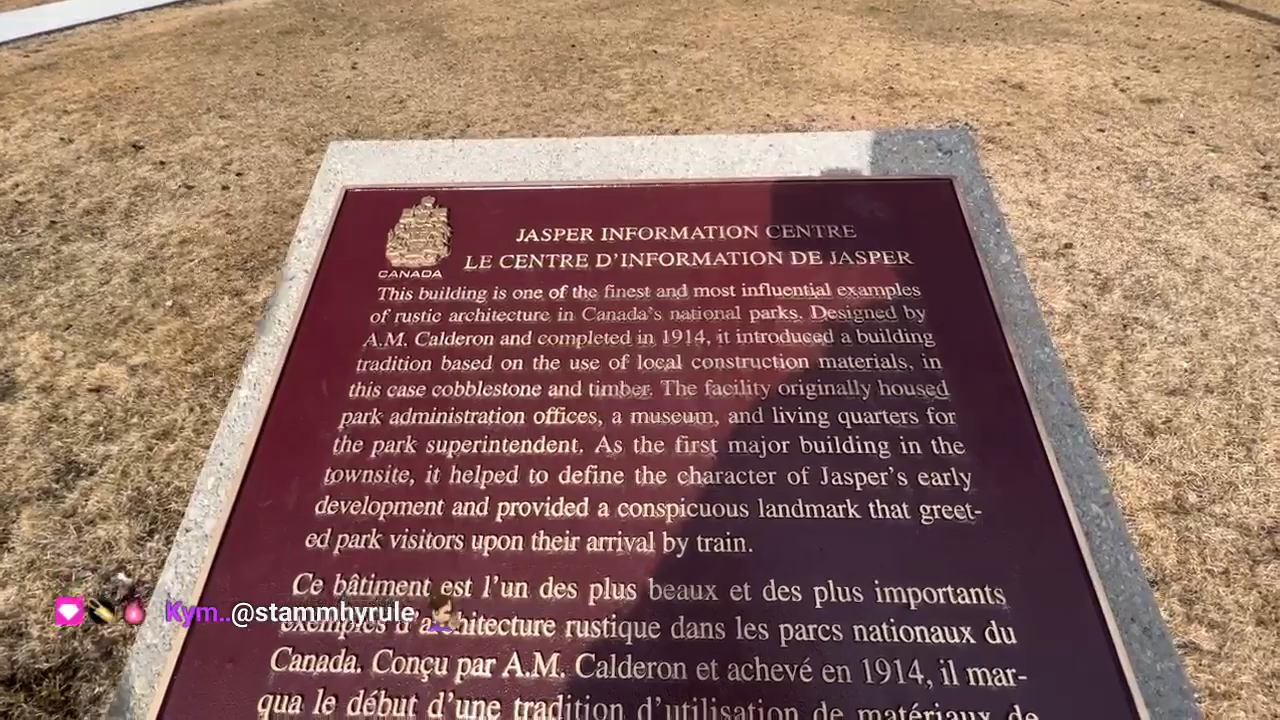 CANADA
JASPER INFORMATION CENTRE
LE CENTRE D'INFORMATION DE JASPER
This building is one of the finest and most influential examples
of rustic architecture in Canada's national parks. Designed by
A.M. Calderon and completed in 1914, it introduced a building
tradition based on the use of local construction materials, in
this case cobblestone and timber. The facility originally housed
park administration offices, a museum, and living quarters for
the park superintendent. As the first major building in the
townsite, it helped to define the character of Jasper's early
development and provided a conspicuous landmark that greet-
ed park visitors upon their arrival by train.
Ce bâtiment est l'un des plus beaux et des plus importants
exemples d'architecture rustique dans les parcs nationaux du
Canada. Conçu par A.M. Calderon et achevé en 1914, il mar-
qua le début d'une tradition d'utilisation de matériaux de
Kym..@stammhyrule